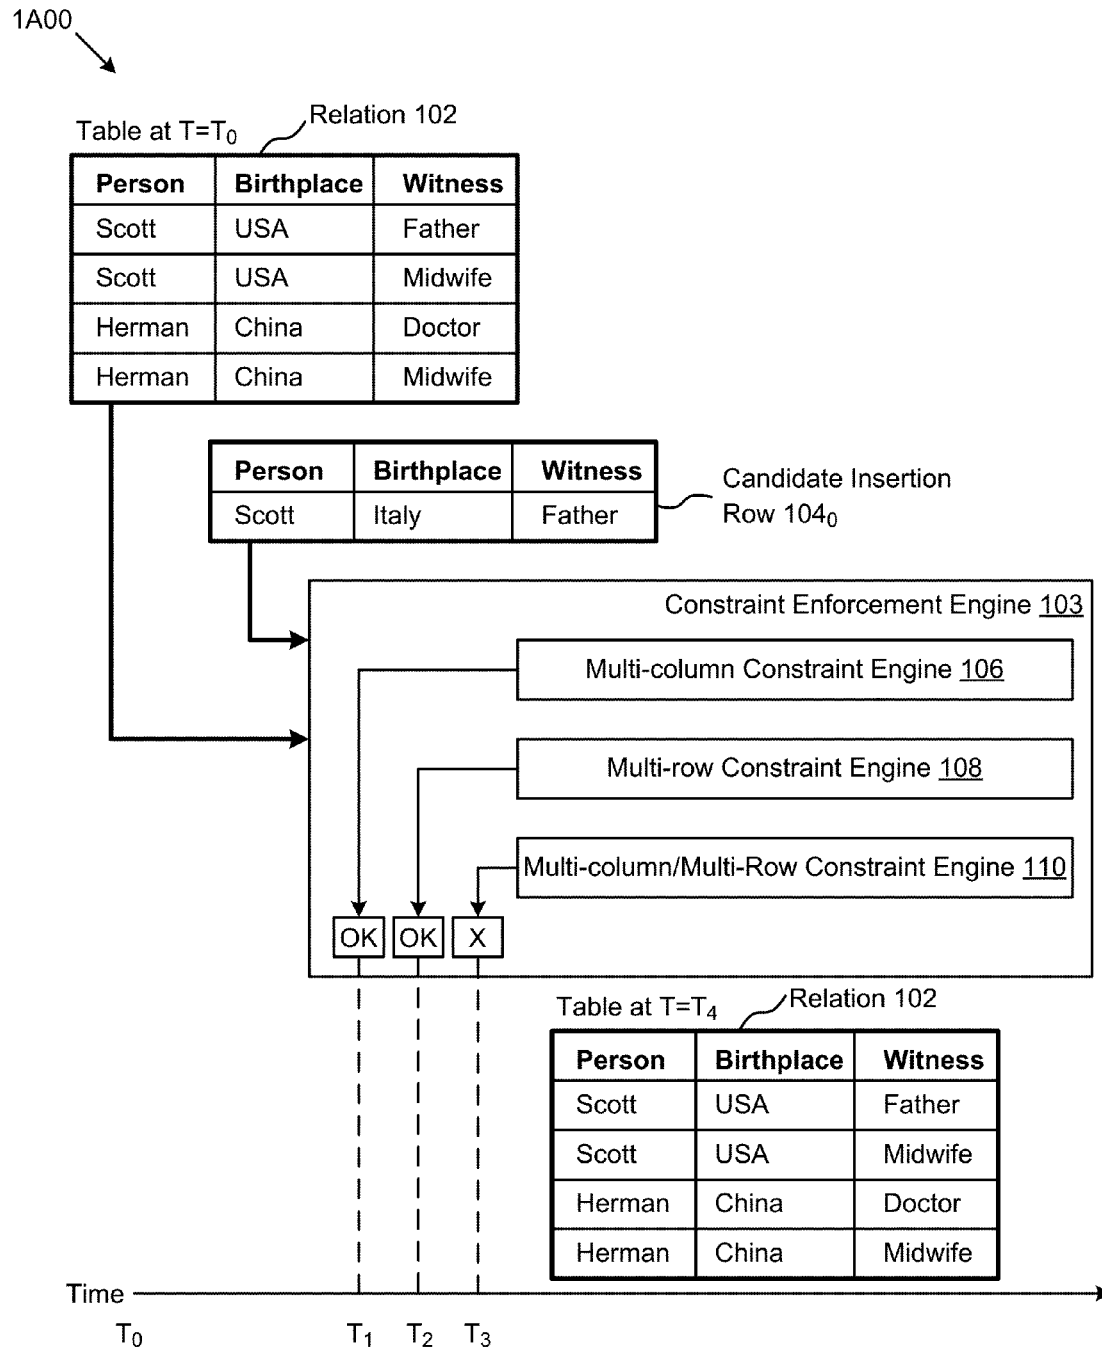 1A00
Relation 102
Table at T=T0
Person Birthplace Witness
Scott USA Father
Scott USA Midwife
Herman China Doctor
Herman China Midwife
Person Birthplace Witness
Scott Italy Father
Candidate Insertion
Row 1040
Constraint Enforcement Engine 103
Multi-column Constraint Engine 106
Multi-row Constraint Engine 108
Multi-column/Multi-Row Constraint Engine 110
OK OK X
Relation 102
Table at T=T4
Person Birthplace Witness
Scott USA Father
Scott USA Midwife
Herman China Doctor
Herman China Midwife
Time
T0 T1 T2 T3